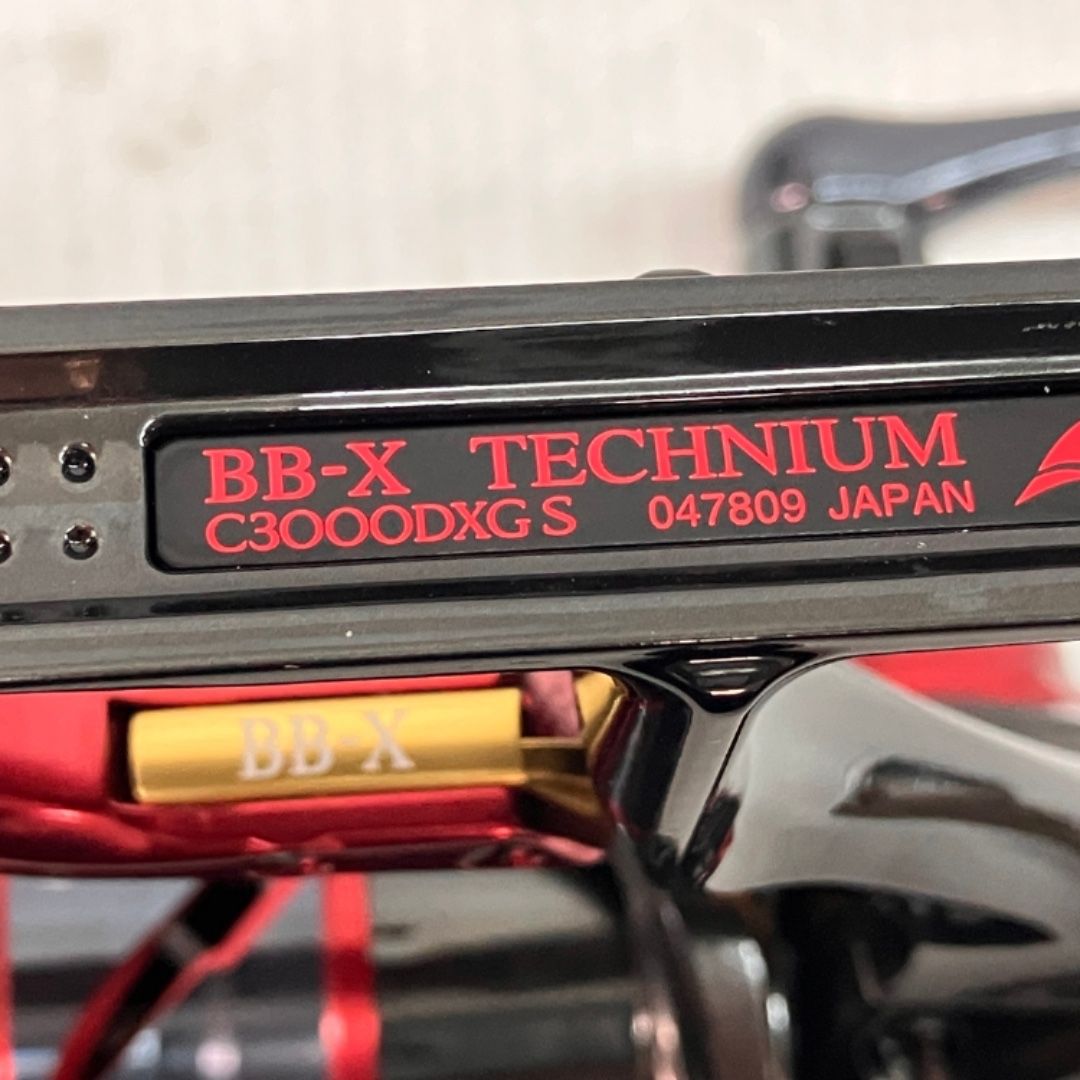 BB-X TECHNIUM
C3000DXG S 047809 JAPAN
BB-X